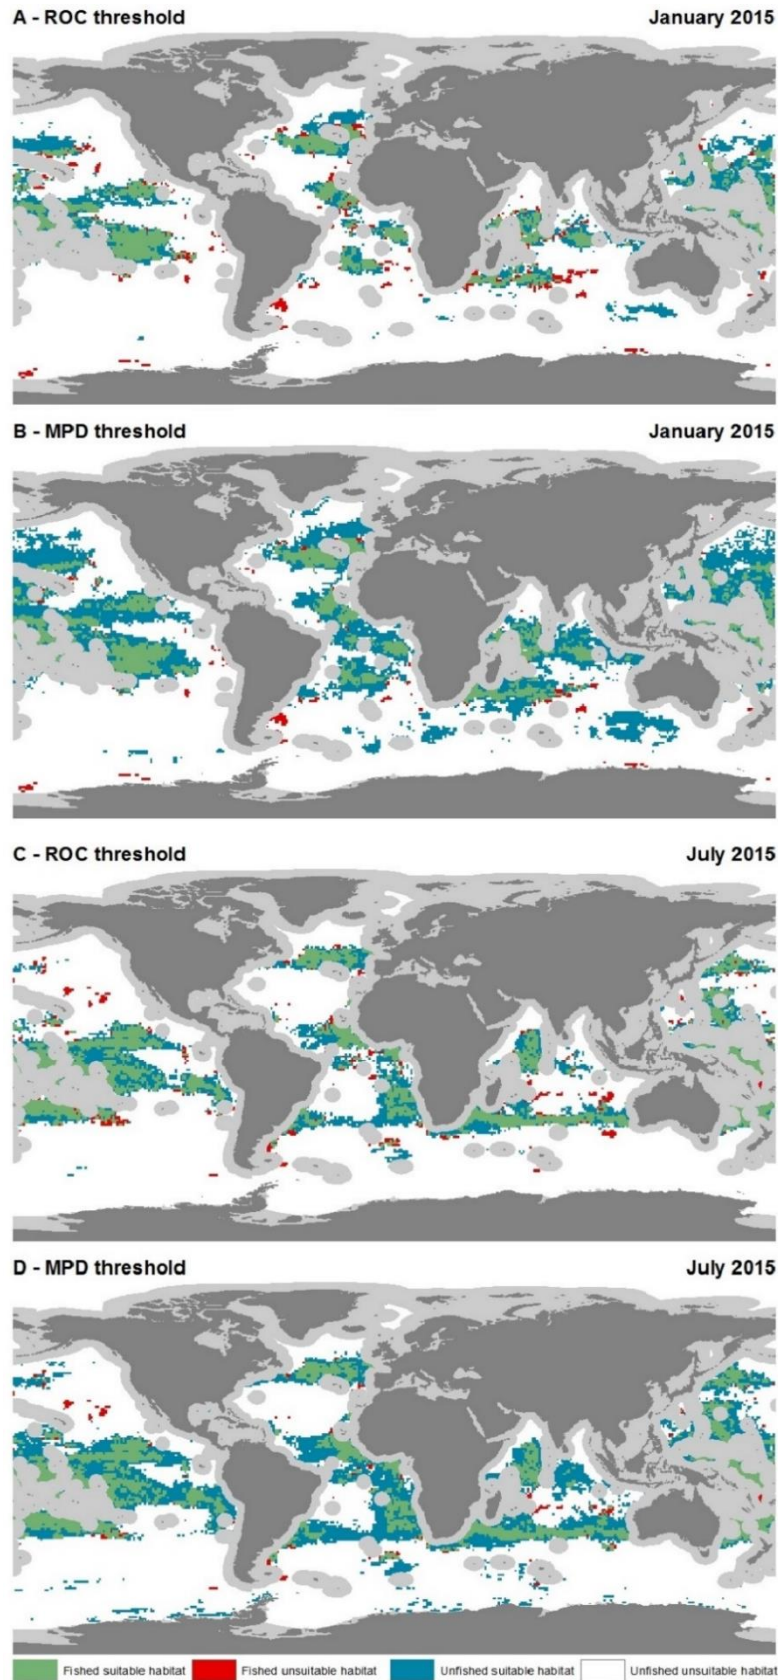 A - ROC threshold January 2015
B - MPD threshold January 2015
C - ROC threshold July 2015
D - MPD threshold July 2015
Fished suitable habitat Fished unsuitable habitat Unfished suitable habitat Unfished unsuitable habitat